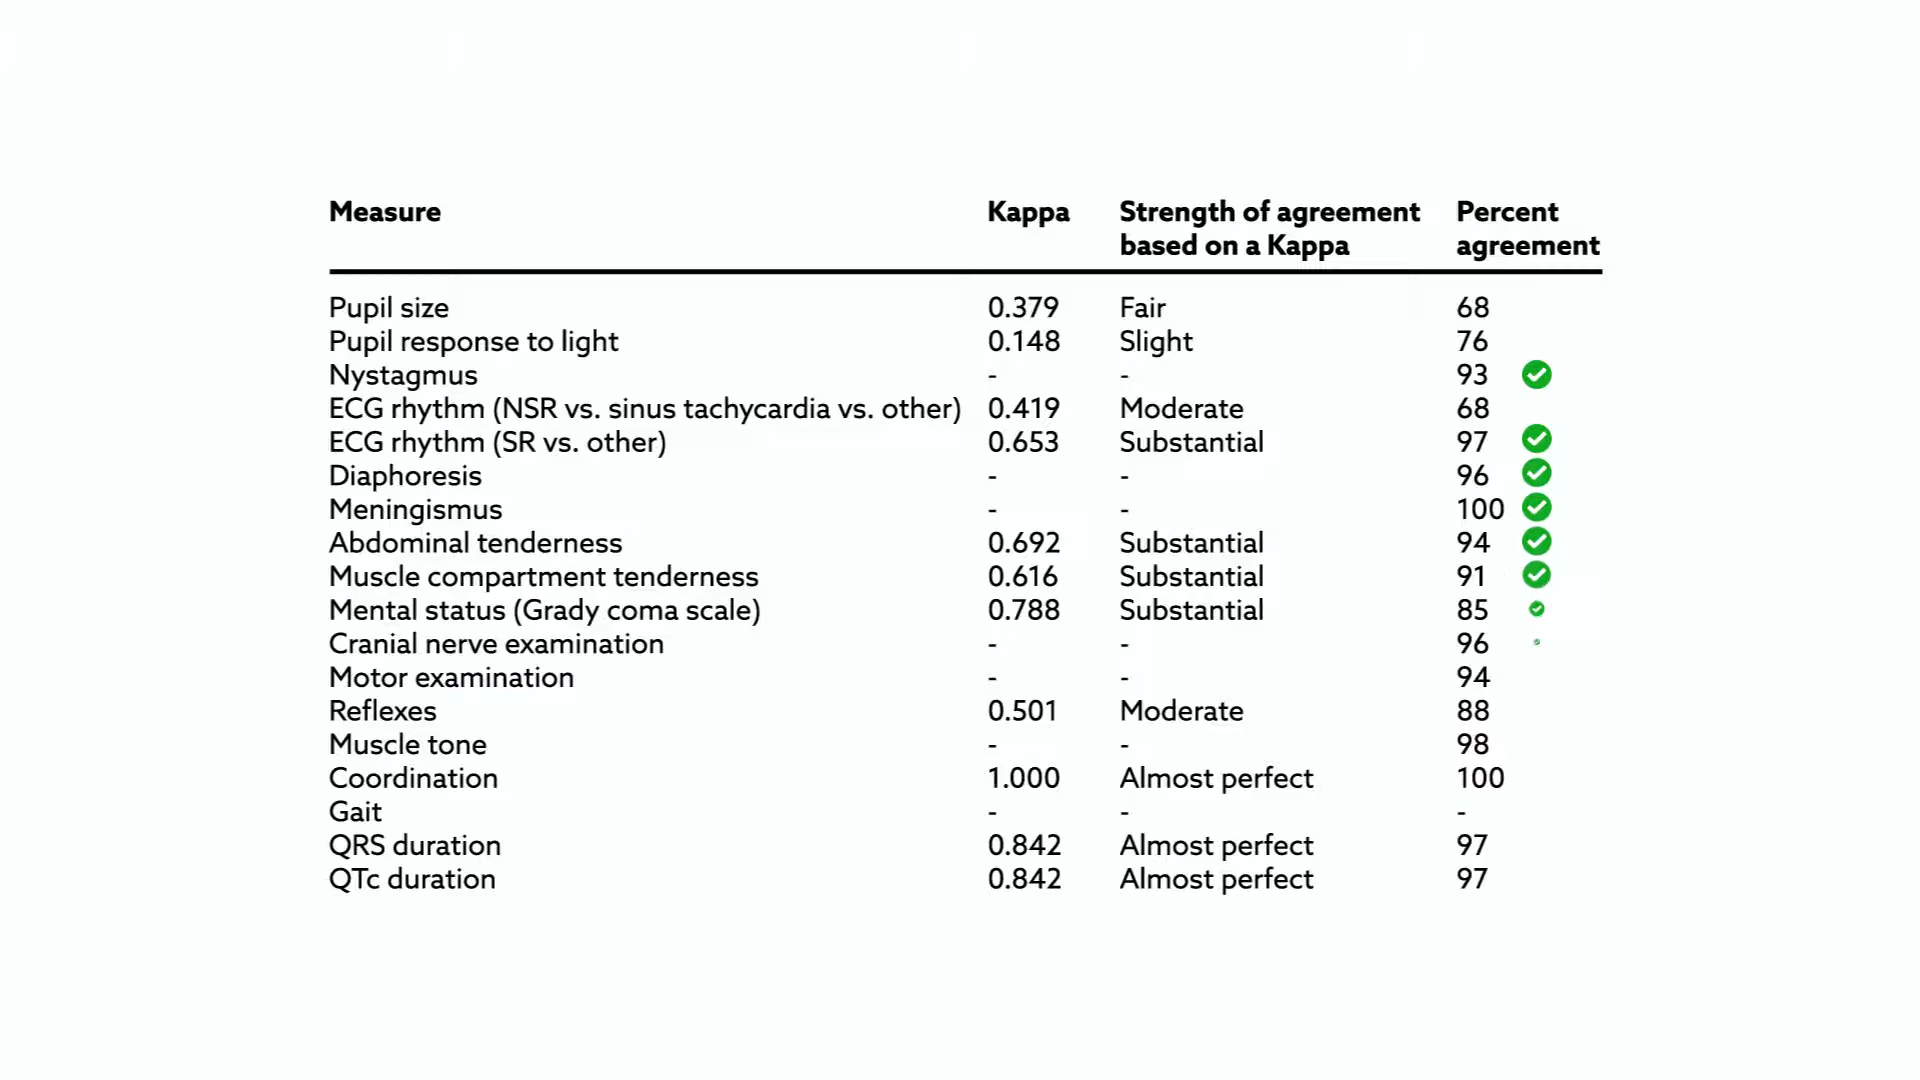 Measure Kappa Strength of agreement Percent
based on a Kappa agreement
Pupil size 0.379 Fair 68
Pupil response to light 0.148 Slight 76
Nystagmus - - 93
ECG rhythm (NSR vs. sinus tachycardia vs. other) 0.419 Moderate 68
ECG rhythm (SR vs. other) 0.653 Substantial 97
Diaphoresis - - 96
Meningismus - - 100
Abdominal tenderness 0.692 Substantial 94
Muscle compartment tenderness 0.616 Substantial 91
Mental status (Grady coma scale) 0.788 Substantial 85
Cranial nerve examination - - 96
Motor examination - - 94
Reflexes 0.501 Moderate 88
Muscle tone - - 98
Coordination 1.000 Almost perfect 100
Gait - - -
QRS duration 0.842 Almost perfect 97
QTc duration 0.842 Almost perfect 97